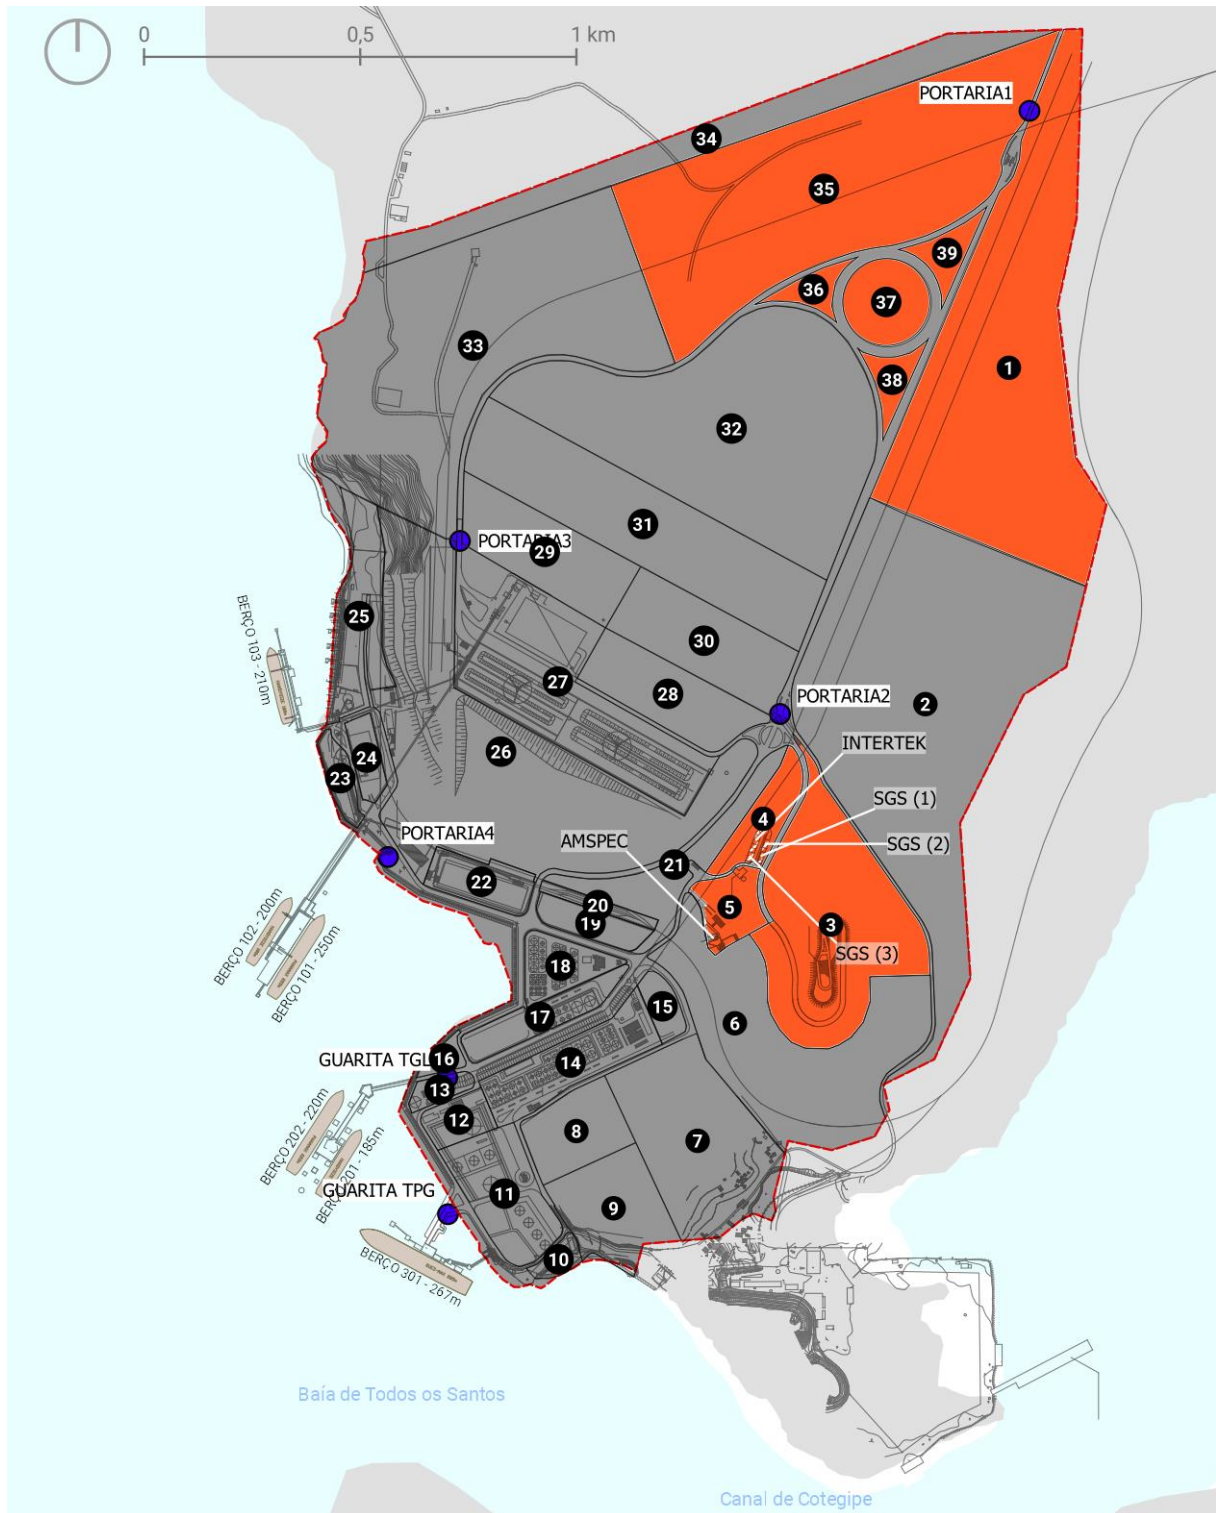 0
0,5
1 km
PORTARIA1
34
35
39
36
37
38
1
33
32
31
PORTARIA3
29
25
30
BERÇO 103 - 210m
27
28
PORTARIA2
2
INTERTEK
26
24
23
SGS (1)
4
PORTARIA4
AMSPEC
SGS (2)
21
22
20
5
19
3
SGS (3)
BERÇO 102 - 200m
BERÇO 101 - 250m
18
15
17
6
16
GUARITA TGL
14
13
12
8
7
BERÇO 202 - 220m
BERÇO 201 - 185m
GUARITA TPG
11
9
10
BERÇO 301 - 267m
Baía de Todos os Santos
Canal de Cotegipe